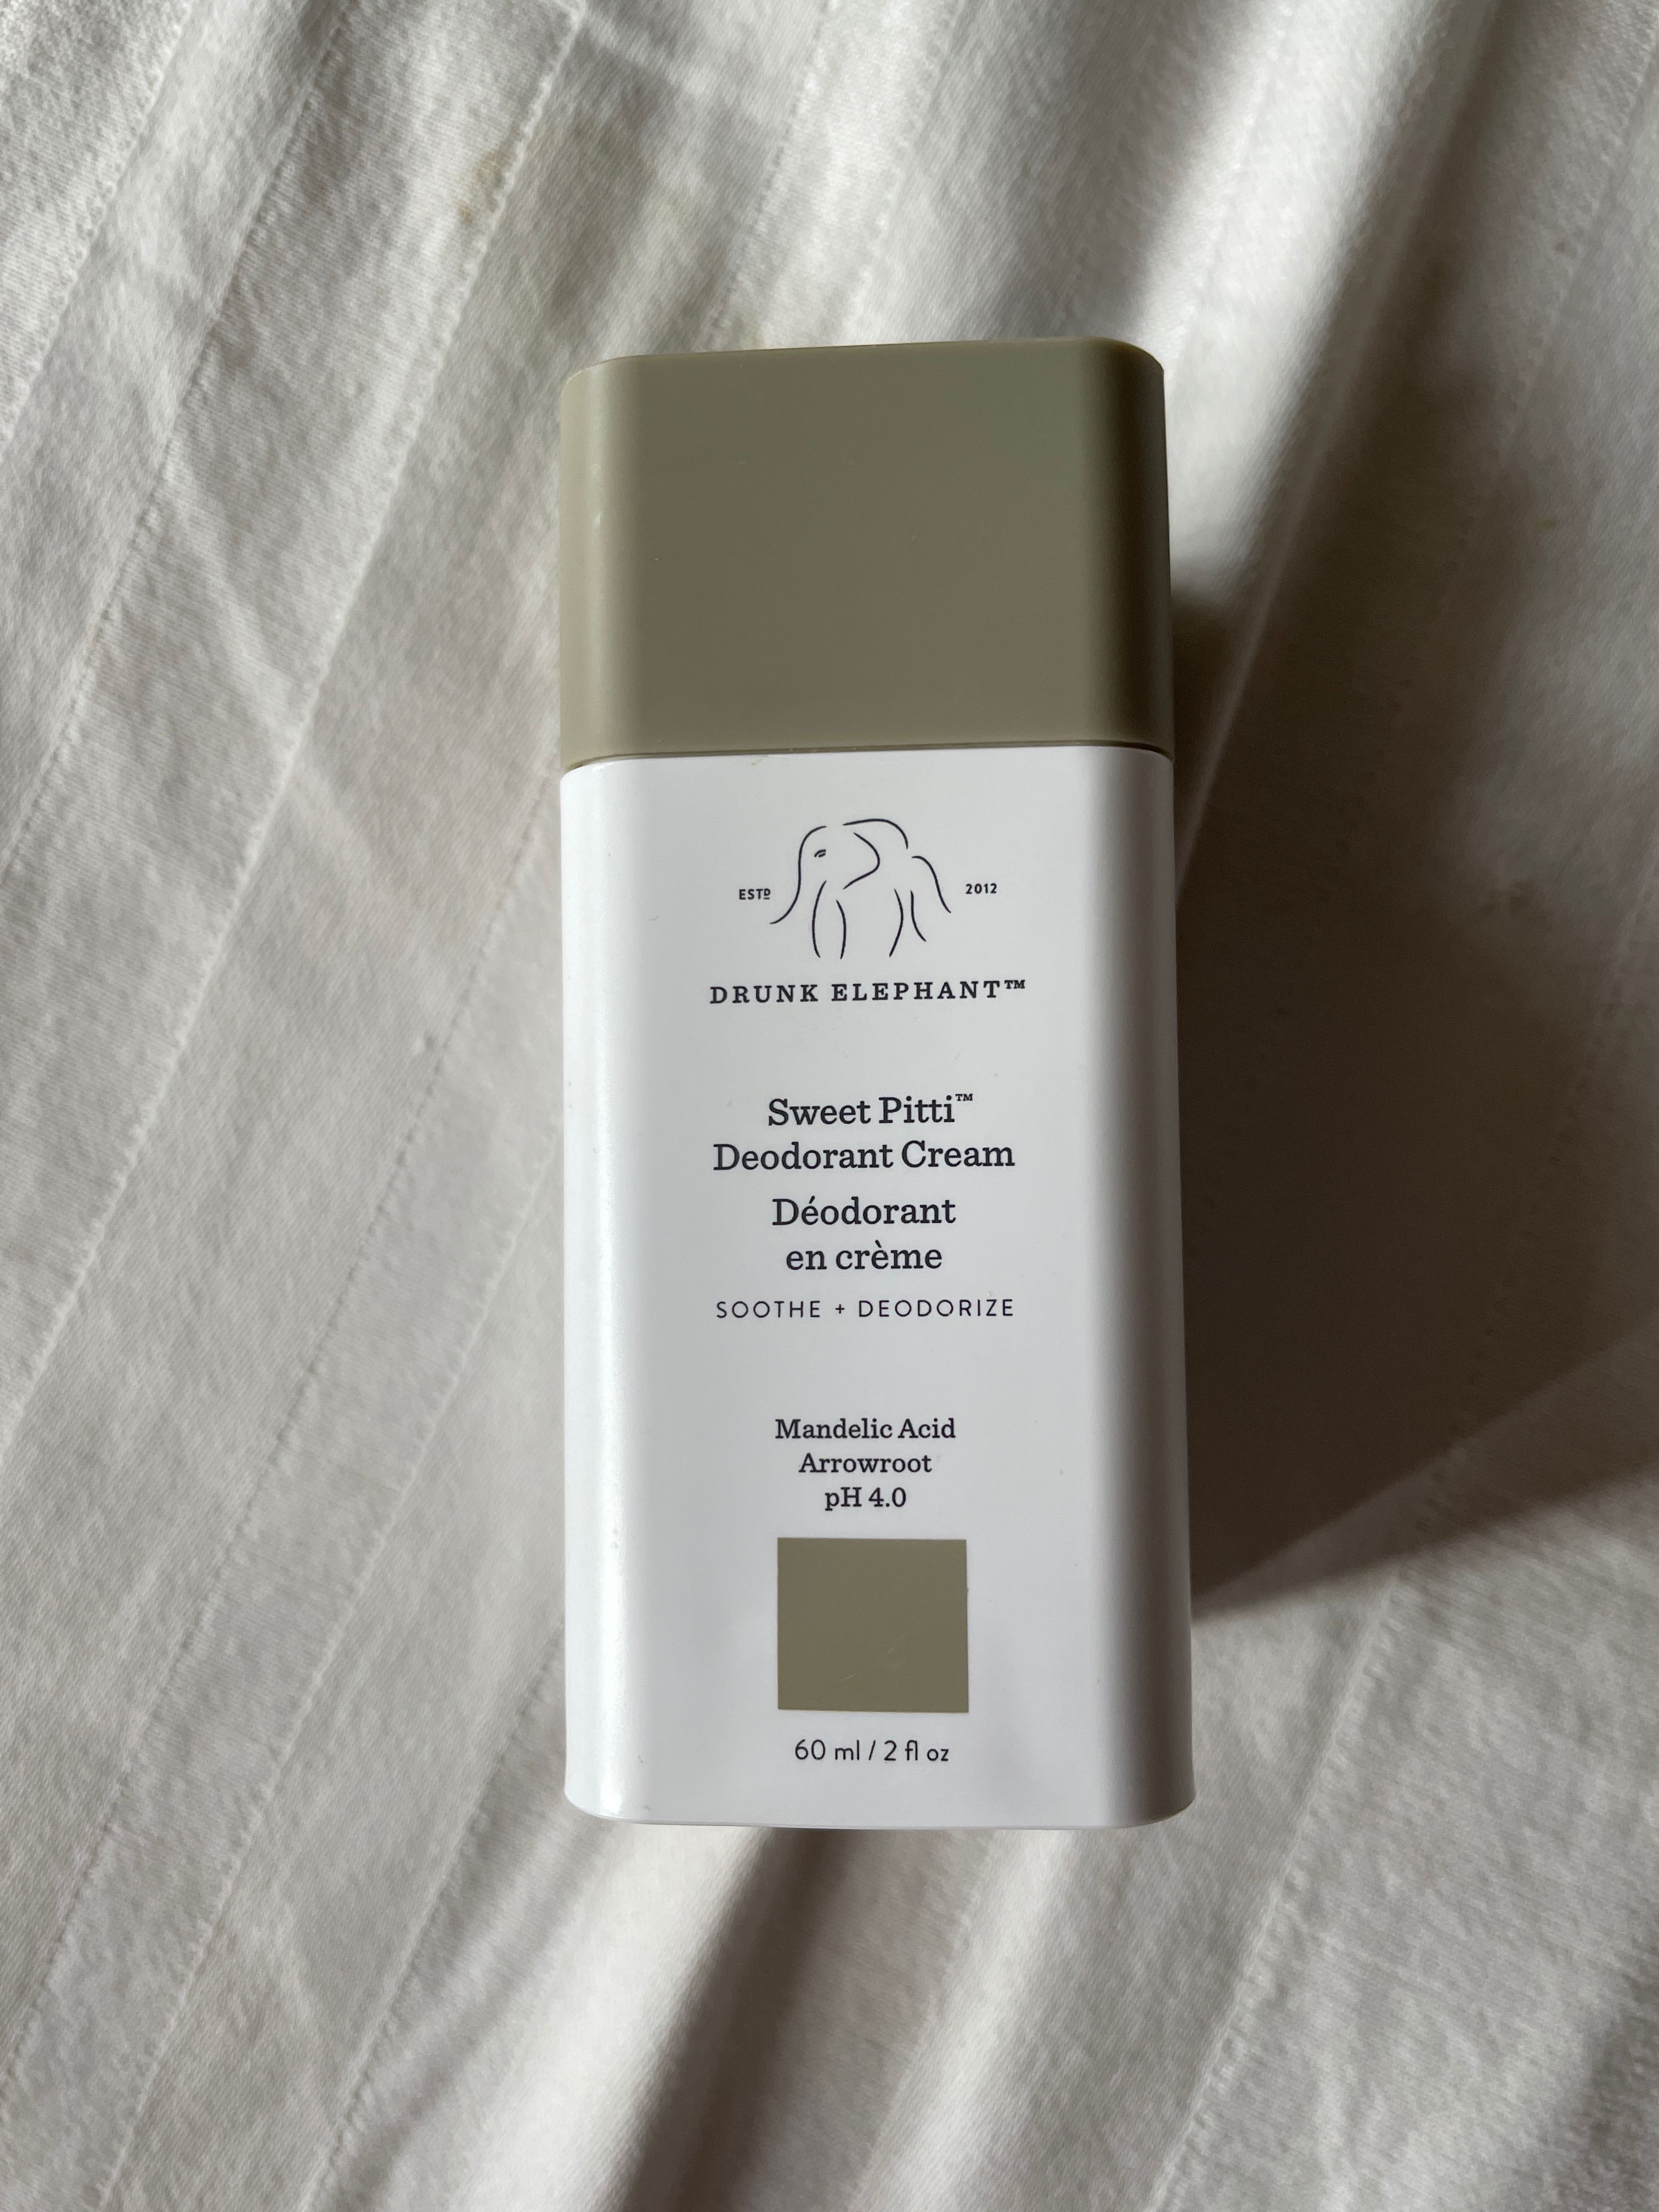 ESTD 2012
DRUNK ELEPHANT™
Sweet Pitti™
Deodorant Cream
Déodorant
en crème
SOOTHE + DEODORIZE
Mandelic Acid
Arrowroot
pH 4.0
60 ml / 2 fl oz